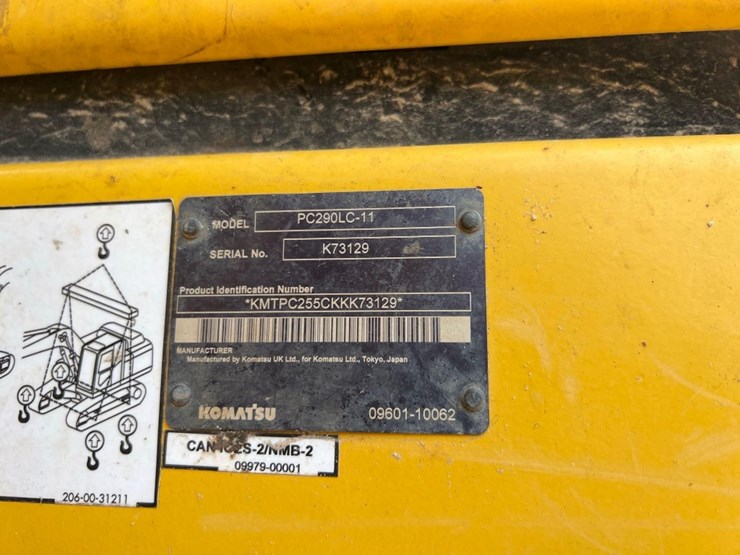 MODEL PC290LC-11
SERIAL No. K73129
Product Identification Number
*KMTPC255CKKK73129*
MANUFACTURER
Manufactured by Komatsu UK Ltd., for Komatsu Ltd., Tokyo, Japan
KOMATSU 09601-10062
CAN ICES-2/NMB-2
09979-00001
206-00-31211